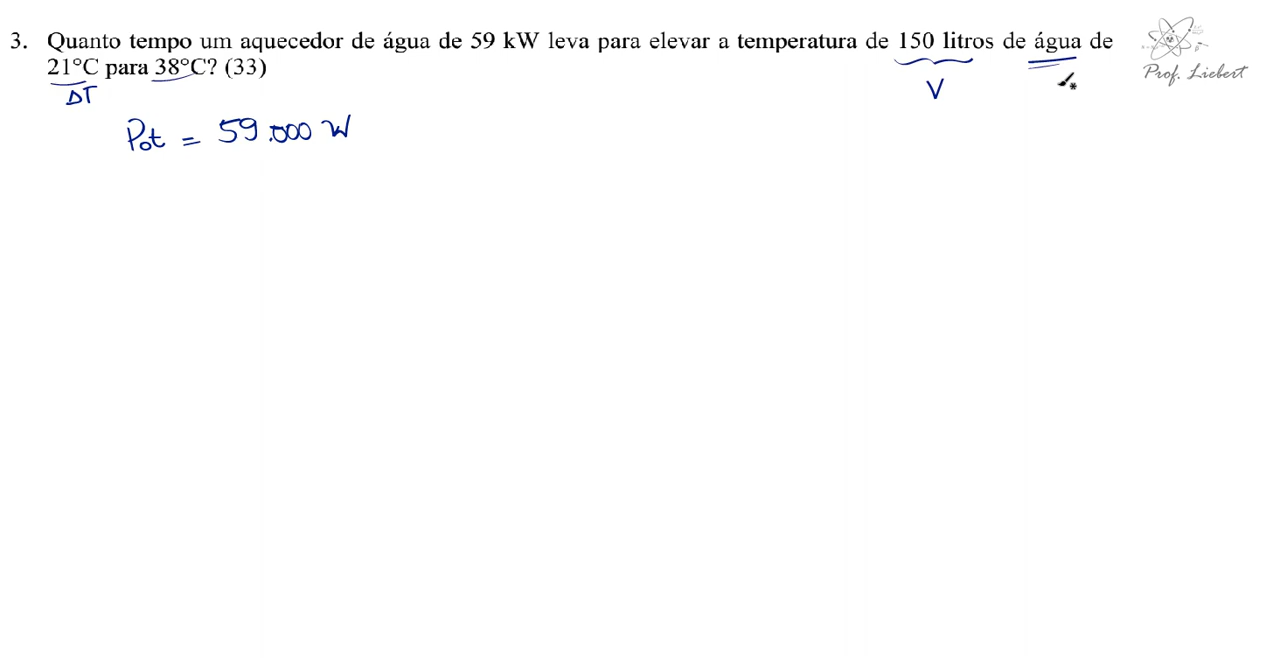 3. Quanto tempo um aquecedor de água de 59 kW leva para elevar a temperatura de 150 litros de água de
21°C para 38°C? (33)
Prof. Liebert
V
ΔT
Pot = 59.000 W